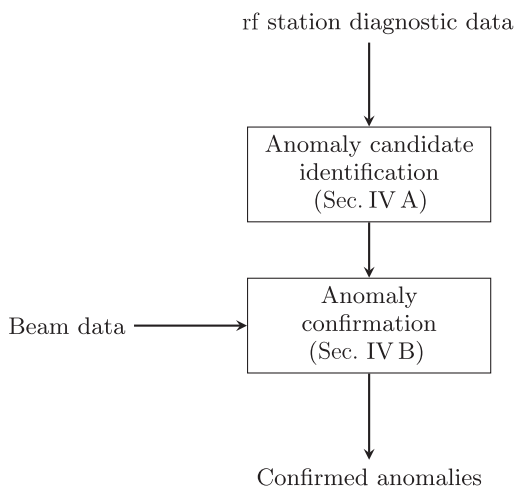 rf station diagnostic data
Anomaly candidate
identification
(Sec. IV A)
Anomaly
confirmation
(Sec. IV B)
Beam data
Confirmed anomalies